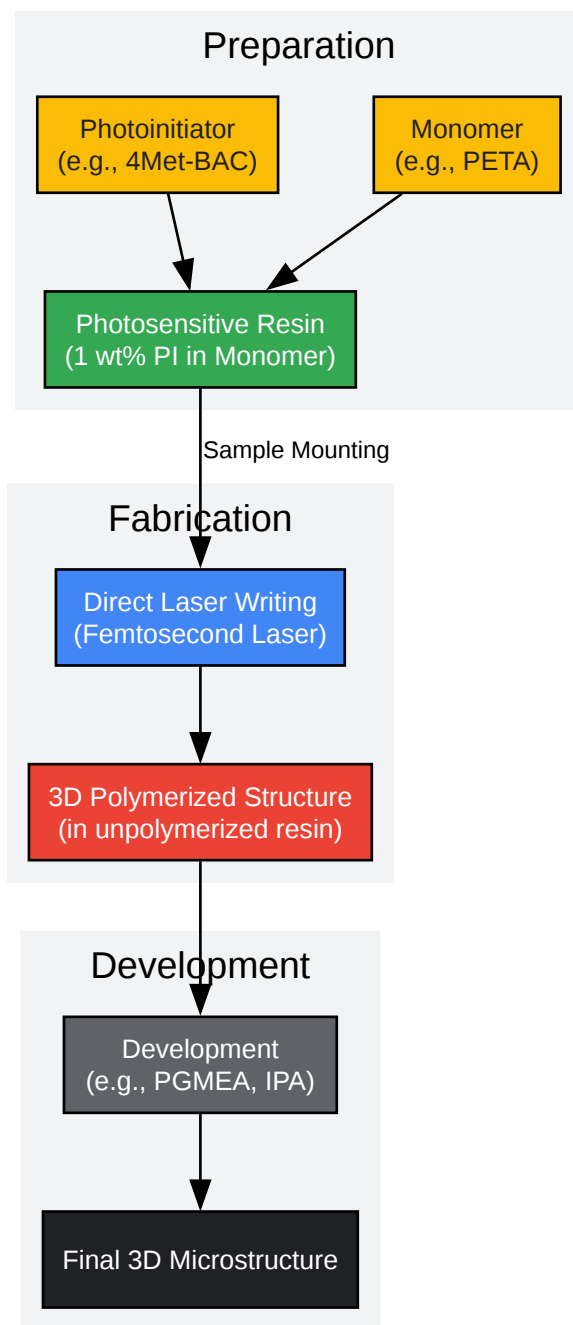 Preparation
Photoinitiator
(e.g., 4Met-BAC)
Monomer
(e.g., PETA)
Photosensitive Resin
(1 wt% PI in Monomer)
Sample Mounting
Fabrication
Direct Laser Writing
(Femtosecond Laser)
3D Polymerized Structure
(in unpolymerized resin)
Development
Development
(e.g., PGMEA, IPA)
Final 3D Microstructure